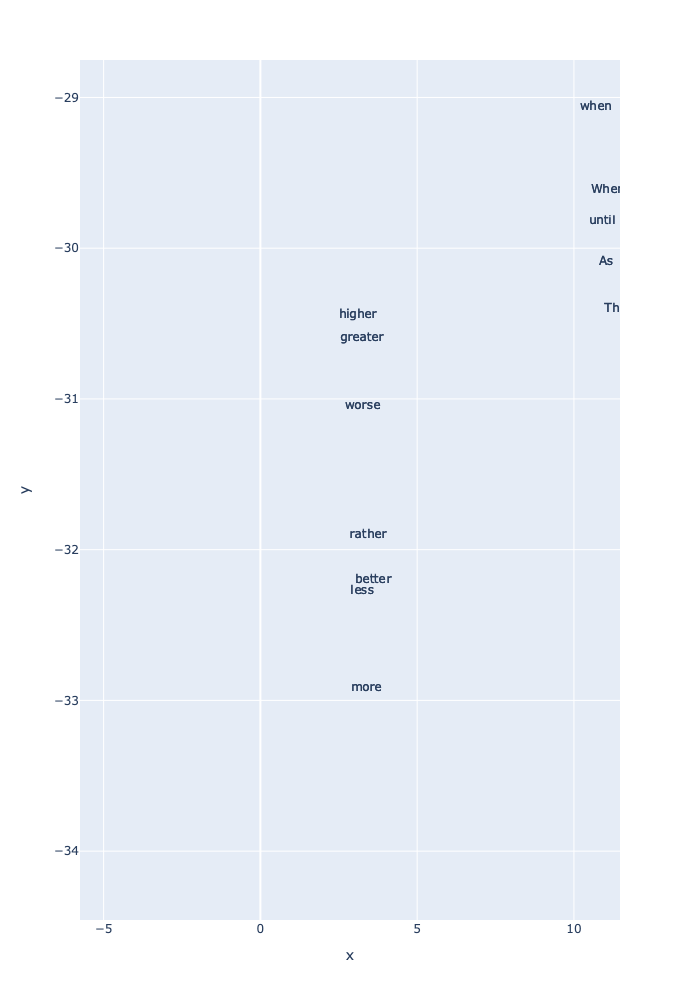 −29
when
When
until
−30
As
Th
higher
greater
−31
worse
y
rather
−32
better
less
more
−33
−34
−5
0
5
10
x